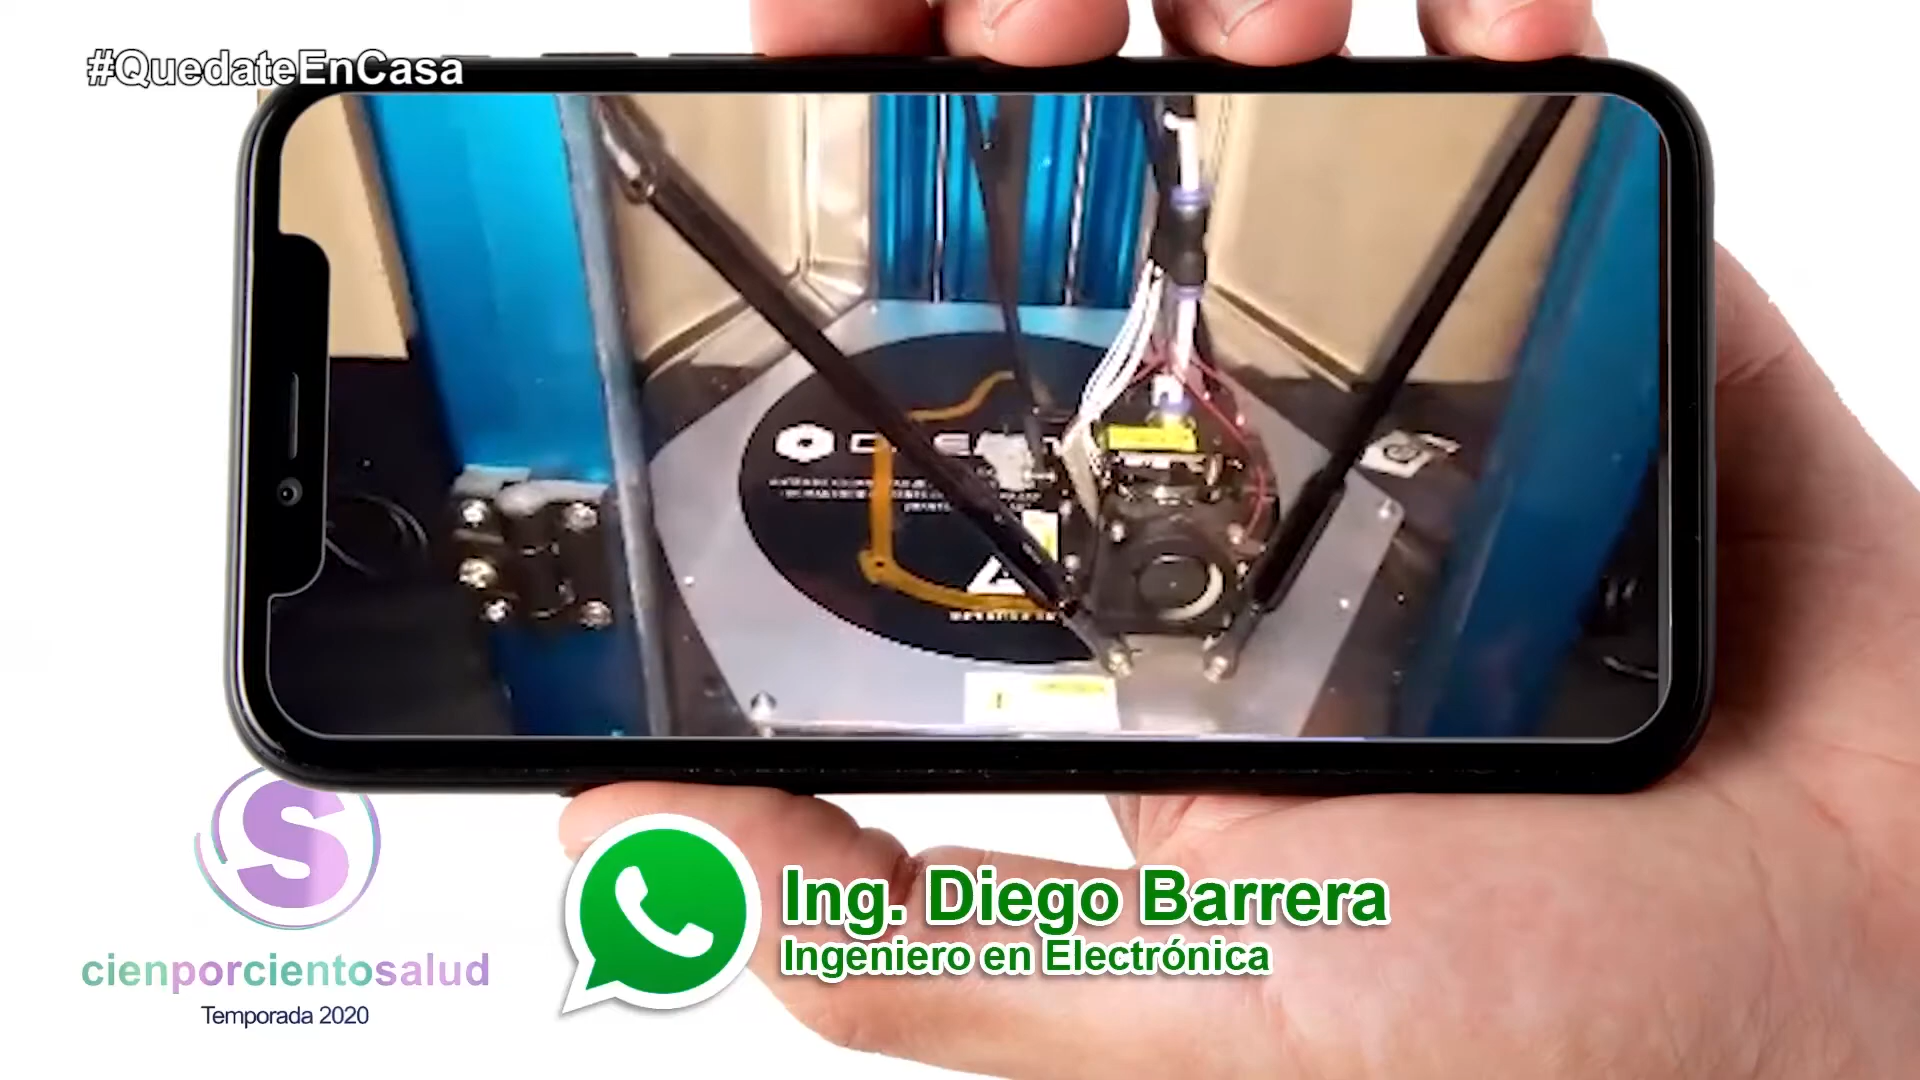 #QuedateEnCasa
S
cienporcientosalud
Temporada 2020
Ing. Diego Barrera
Ingeniero en Electrónica